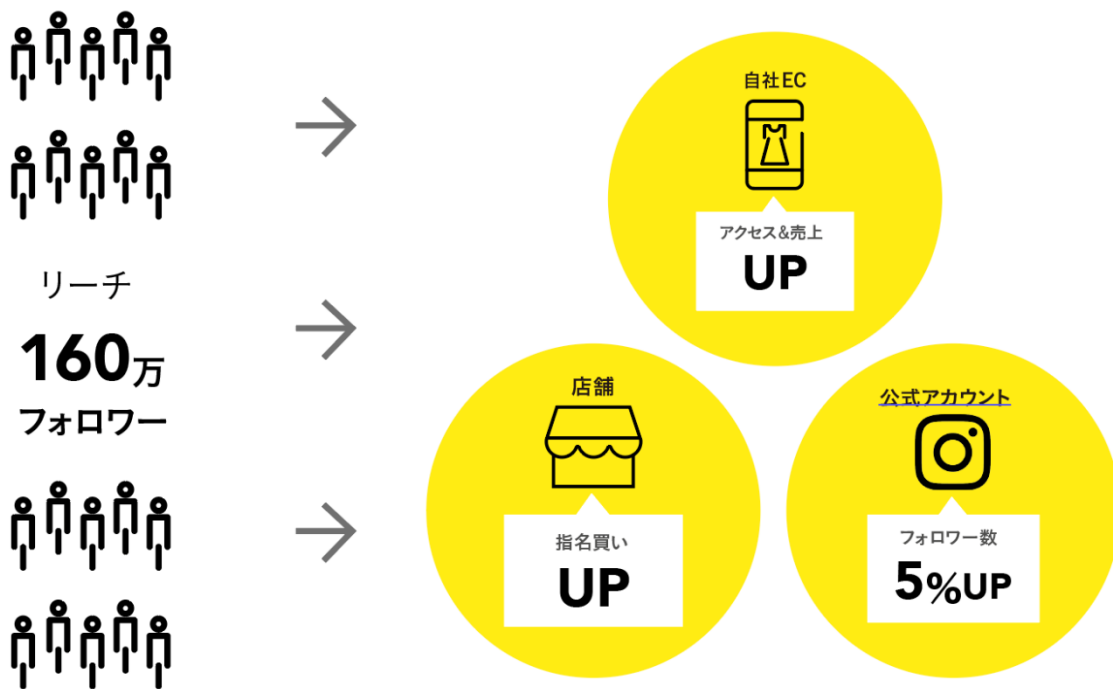 リーチ
160万
フォロワー
自社EC
アクセス&売上
UP
店舗
指名買い
UP
公式アカウント
フォロワー数
5%UP